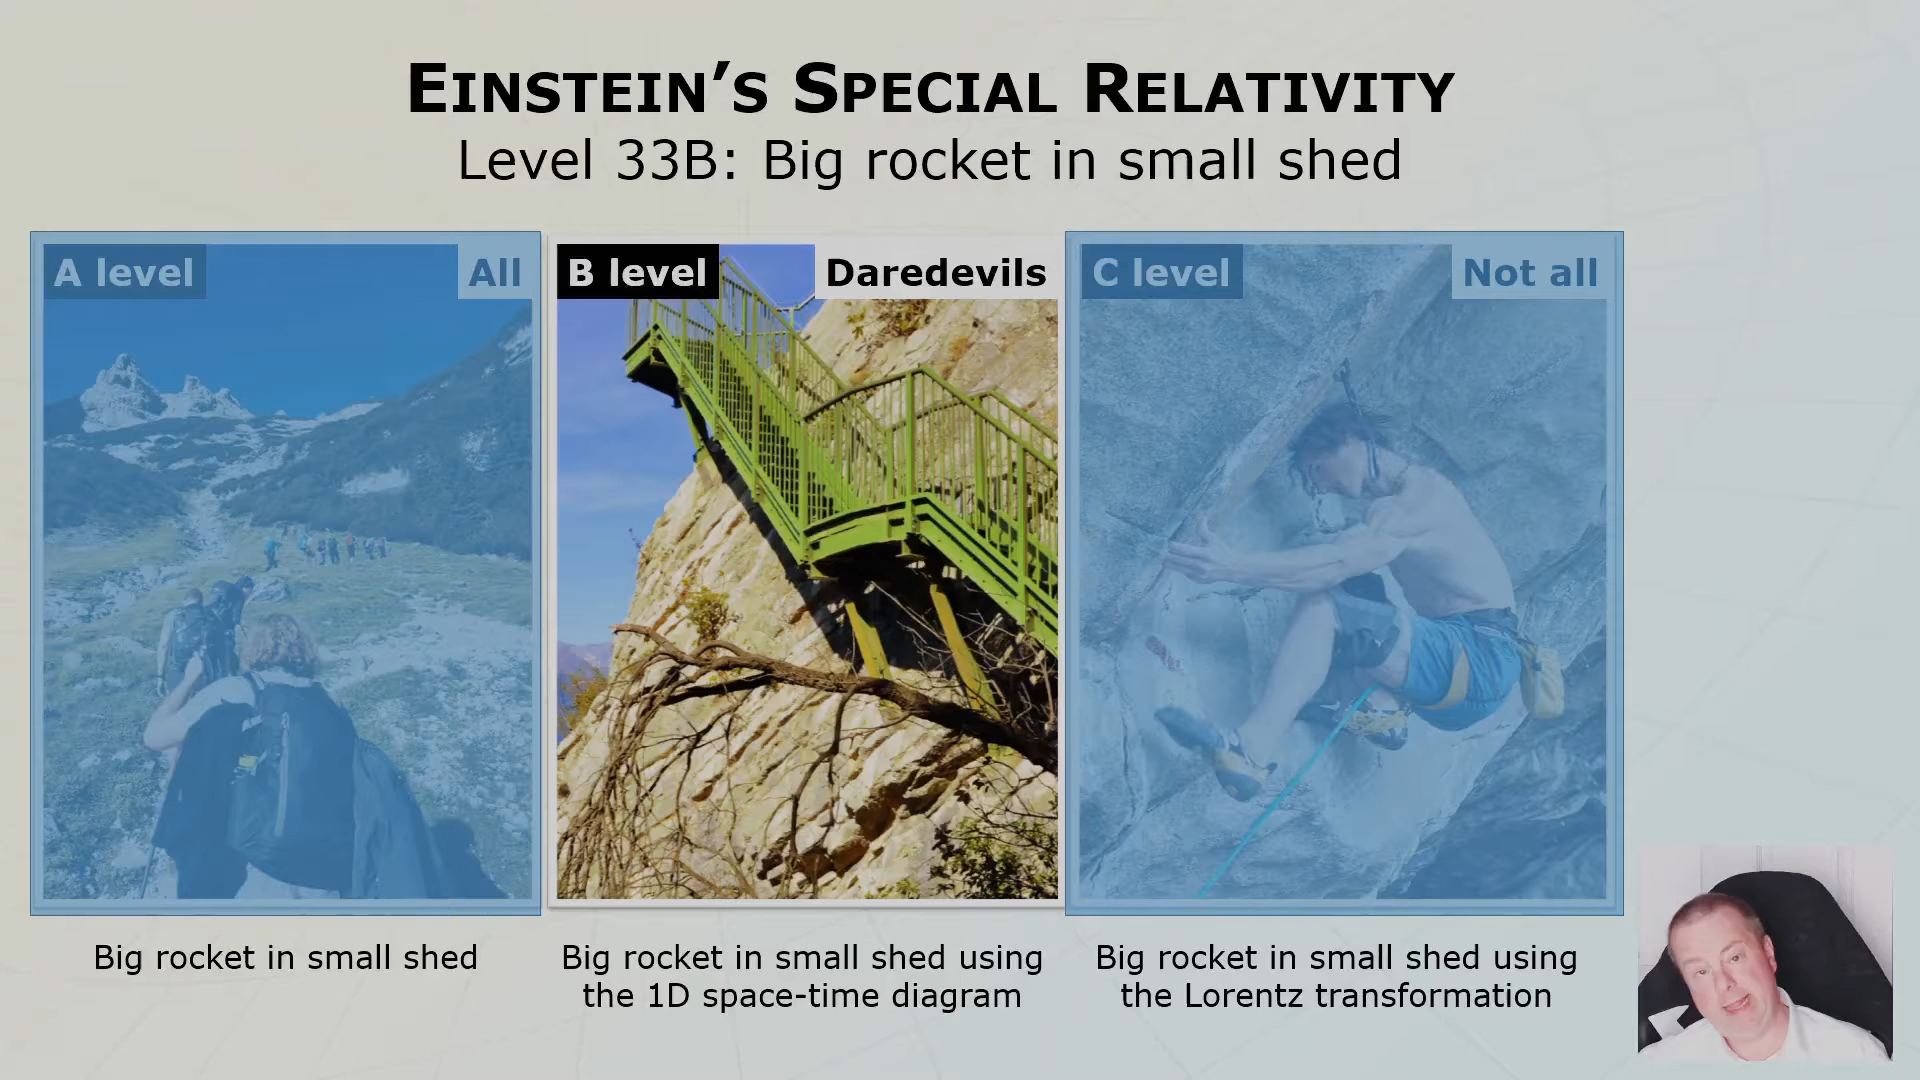 Einstein’s Special Relativity
Level 33B: Big rocket in small shed
A level
All
B level
Daredevils
C level
Not all
Big rocket in small shed
Big rocket in small shed using
the 1D space-time diagram
Big rocket in small shed using
the Lorentz transformation